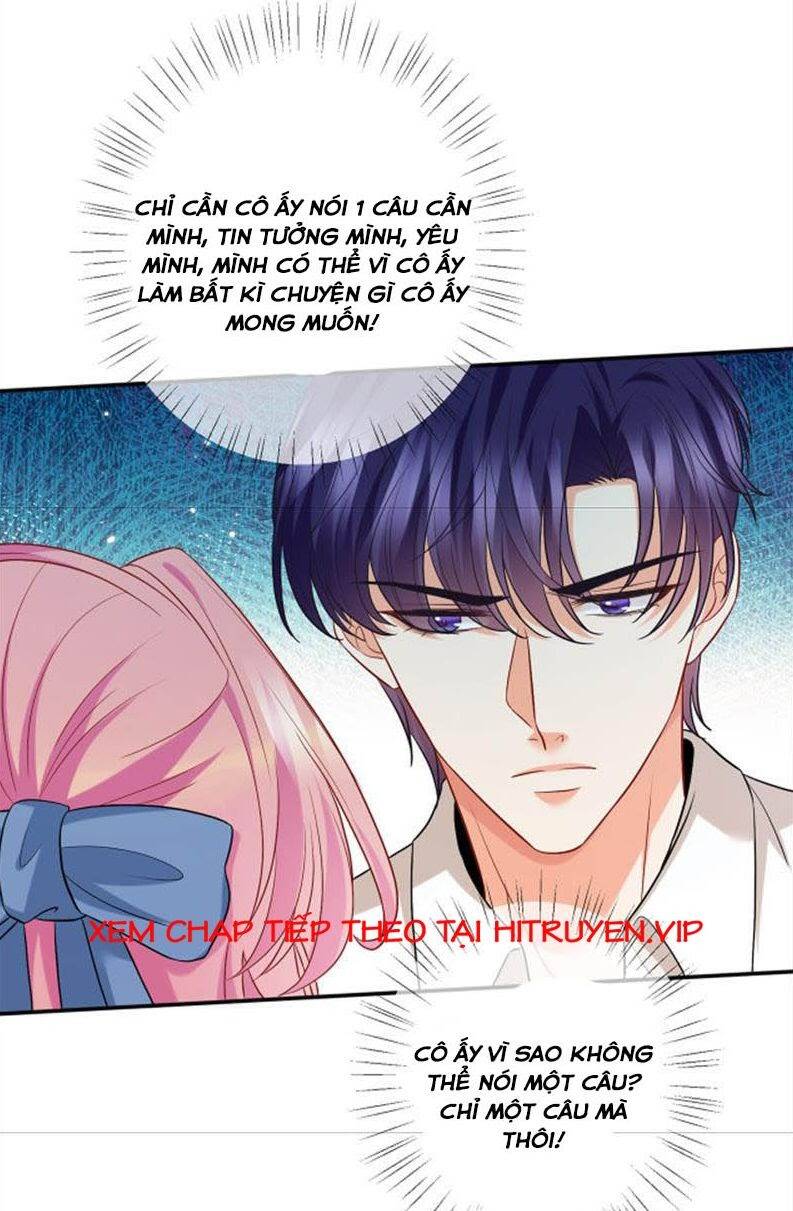 CHỈ CẦN CÔ ẤY NÓI 1 CÂU CẦN
MÌNH, TIN TƯỞNG MÌNH, YÊU
MÌNH, MÌNH CÓ THỂ VÌ CÔ ẤY
LÀM BẤT KÌ CHUYỆN GÌ CÔ ẤY
MONG MUỐN!
XEM CHAP TIẾP THEO TẠI HITRUYEN.VIP
CÔ ẤY VÌ SAO KHÔNG
THỂ NÓI MỘT CÂU?
CHỈ MỘT CÂU MÀ
THÔI!